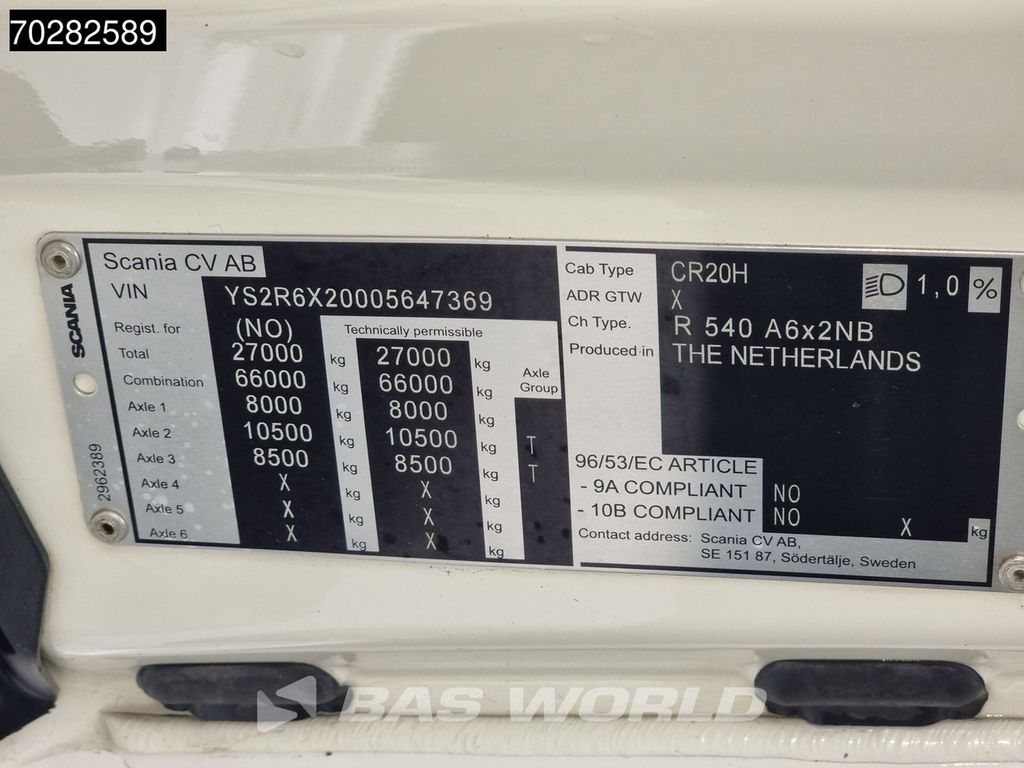 70282589
Scania CV AB
SCANIA
2962389
VIN YS2R6X20005647369
Regist. for (NO) Technically permissible
Total 27000 kg 27000 kg Axle Group
Combination 66000 kg 66000 kg
Axle 1 8000 kg 8000 kg
Axle 2 10500 kg 10500 kg T
Axle 3 8500 kg 8500 kg T
Axle 4 X kg X kg
Axle 5 X kg X kg
Axle 6 X kg X kg
Cab Type CR20H 1,0 %
ADR GTW X
Ch Type. R 540 A6x2NB
Produced in THE NETHERLANDS
96/53/EC ARTICLE
- 9A COMPLIANT NO
- 10B COMPLIANT NO X kg
Contact address: Scania CV AB,
SE 151 87, Södertälje, Sweden
BAS WORLD